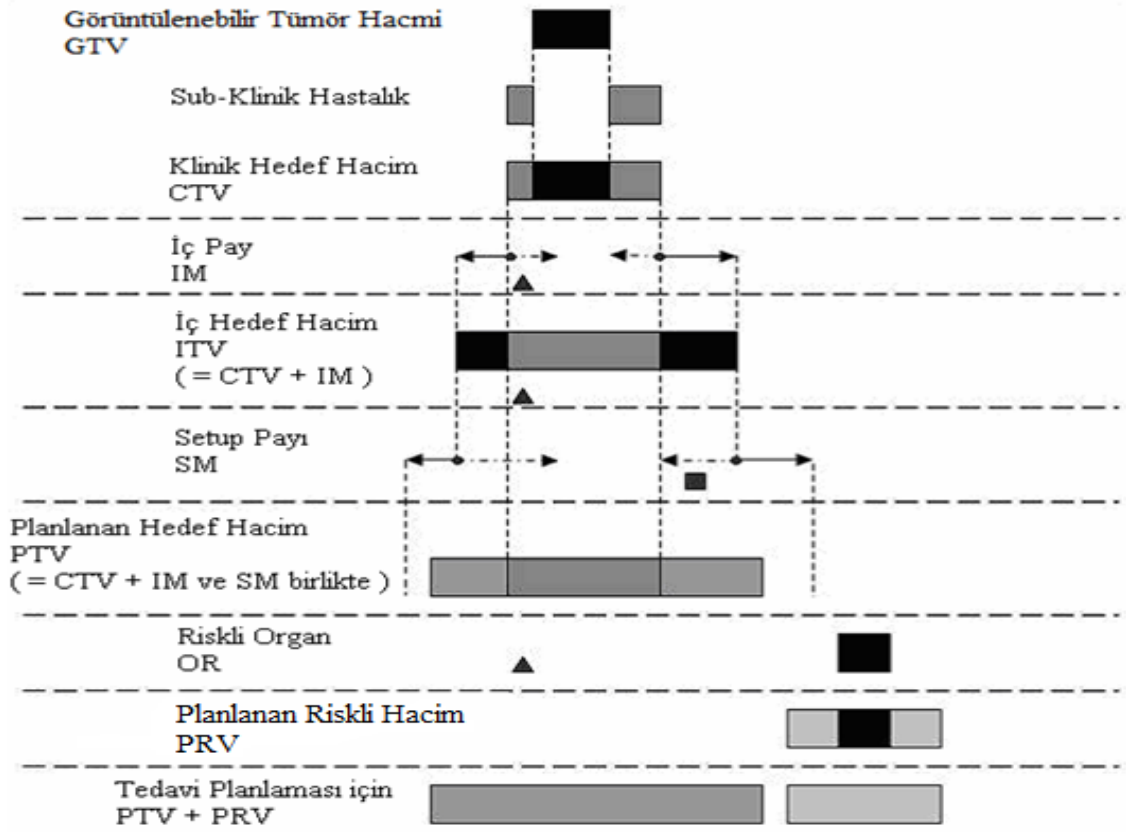 Görüntülenebilir Tümör Hacmi
GTV
Sub-Klinik Hastalık
Klinik Hedef Hacim
CTV
İç Pay
IM
İç Hedef Hacim
ITV
( = CTV + IM )
Setup Payı
SM
Planlanan Hedef Hacim
PTV
( = CTV + IM ve SM birlikte )
Riskli Organ
OR
Planlanan Riskli Hacim
PRV
Tedavi Planlaması için
PTV + PRV